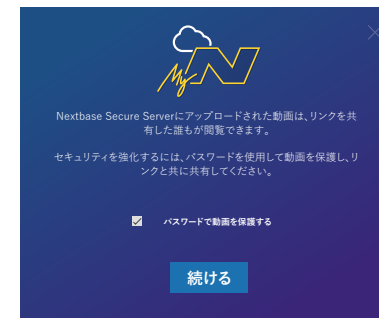 My N
Nextbase Secure Serverにアップロードされた動画は、リンクを共
有した誰もが閲覧できます。
セキュリティを強化するには、パスワードを使用して動画を保護し、リ
ンクと共に共有してください。
パスワードで動画を保護する
続ける